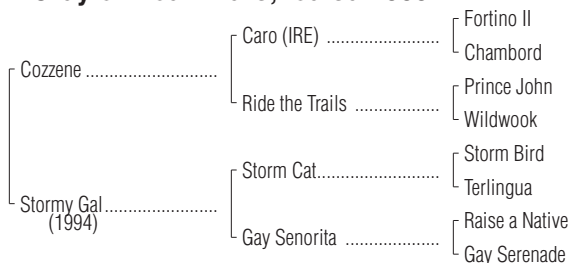 Fortino II
Caro (IRE) ........................
Chambord
Cozzene ............................
Prince John
Ride the Trails ..................
Wildwook
Storm Bird
Storm Cat..........................
Terlingua
Stormy Gal ........................
(1994)
Raise a Native
Gay Senorita ....................
Gay Serenade